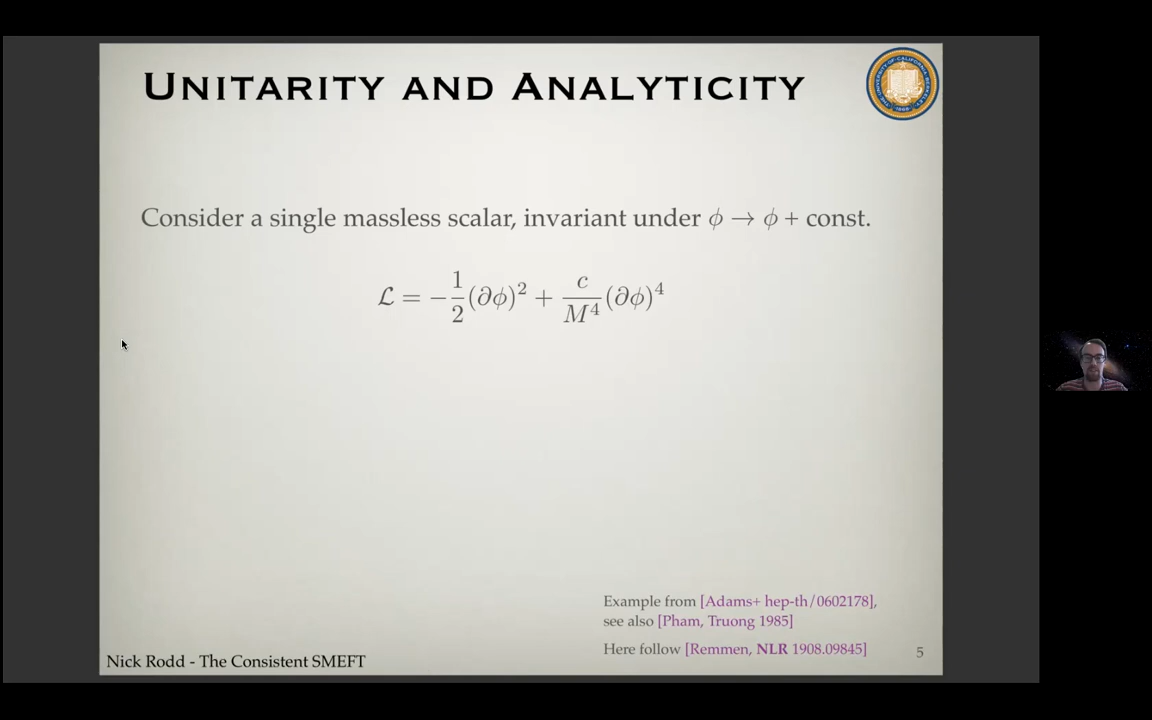 UNITARITY AND ANALYTICITY
Consider a single massless scalar, invariant under ϕ → ϕ + const.
ℒ = −1/2(∂ϕ)² + c/M⁴(∂ϕ)⁴
Example from [Adams+ hep-th/0602178],
see also [Pham, Truong 1985]
Here follow [Remmen, NLR 1908.09845]
Nick Rodd - The Consistent SMEFT
5